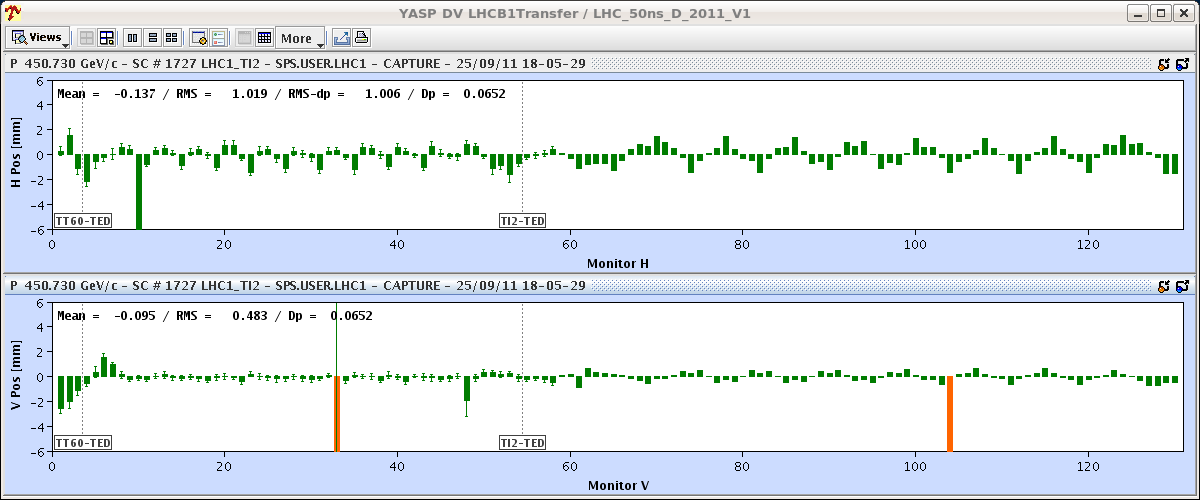 YASP DV LHCB1Transfer / LHC_50ns_D_2011_V1
Views More
P 450.730 GeV/c - SC # 1727 LHC1_TI2 - SPS.USER.LHC1 - CAPTURE - 25/09/11 18-05-29
Mean = -0.137 / RMS = 1.019 / RMS-dp = 1.006 / Dp = 0.0652
H Pos [mm]
6
4
2
0
-2
-4
-6
TT60-TED TI2-TED
0 20 40 60 80 100 120
Monitor H
P 450.730 GeV/c - SC # 1727 LHC1_TI2 - SPS.USER.LHC1 - CAPTURE - 25/09/11 18-05-29
Mean = -0.095 / RMS = 0.483 / Dp = 0.0652
V Pos [mm]
6
4
2
0
-2
-4
-6
TT60-TED TI2-TED
0 20 40 60 80 100 120
Monitor V